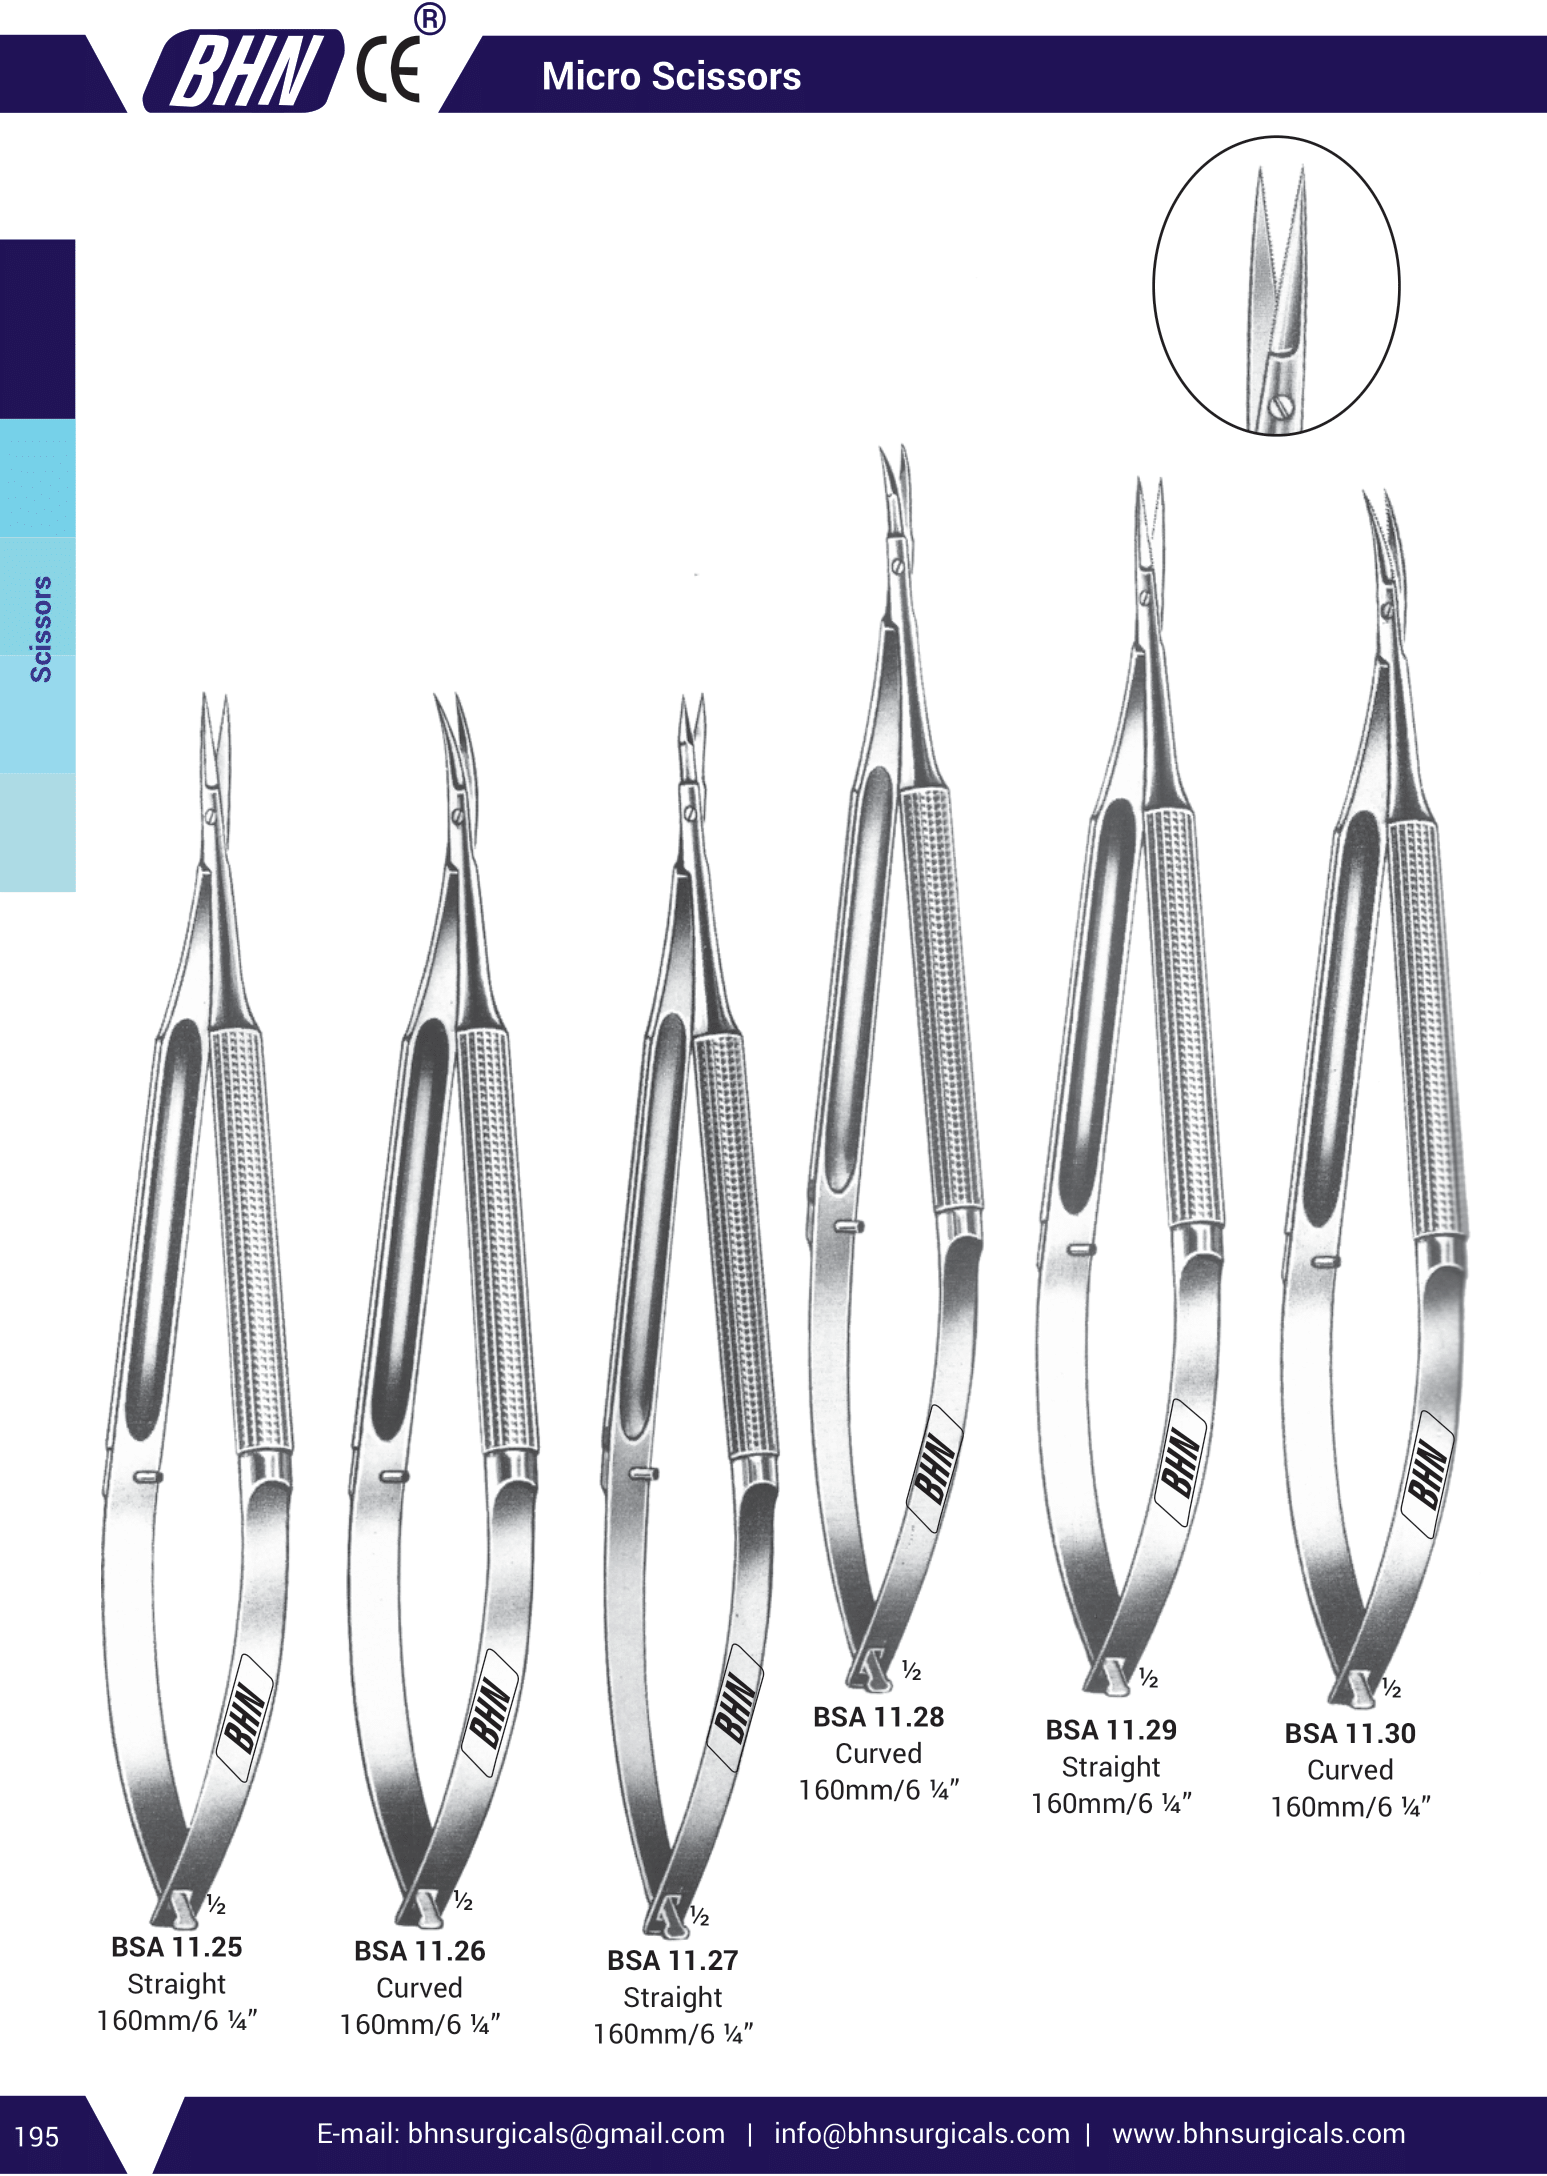 BHN CE ®
Micro Scissors
Scissors
BHN
BHN
BHN
BHN
BHN
BHN
½
BSA 11.25
Straight
160mm/6 ¼”
½
BSA 11.26
Curved
160mm/6 ¼”
½
BSA 11.27
Straight
160mm/6 ¼”
½
BSA 11.28
Curved
160mm/6 ¼”
½
BSA 11.29
Straight
160mm/6 ¼”
½
BSA 11.30
Curved
160mm/6 ¼”
195
E-mail: bhnsurgicals@gmail.com | info@bhnsurgicals.com | www.bhnsurgicals.com